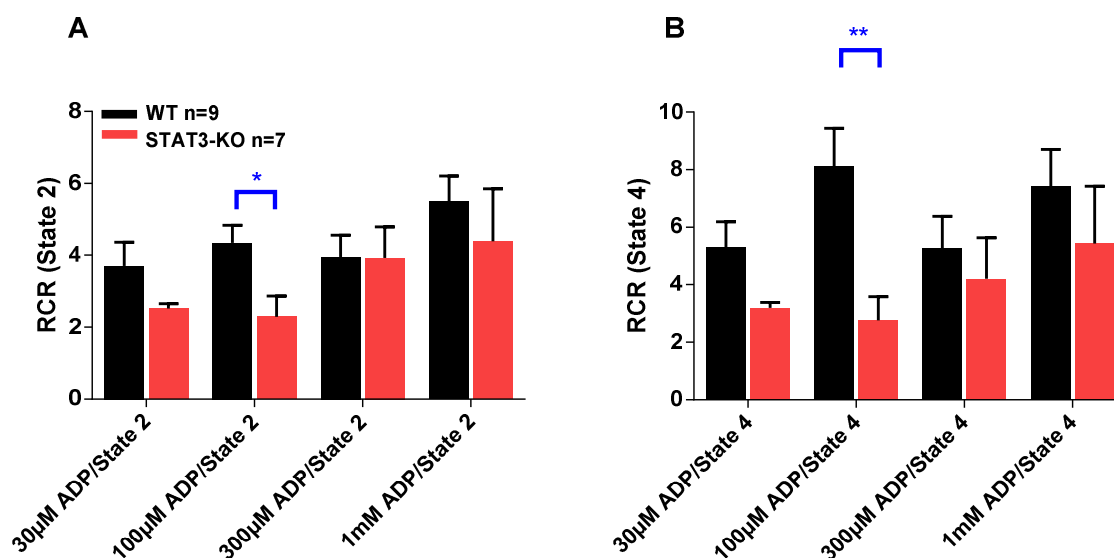 A
8
6
4
2
0
RCR (State 2)
WT n=9
STAT3-KO n=7
*
30µM ADP/State 2
100µM ADP/State 2
300µM ADP/State 2
1mM ADP/State 2
B
**
10
8
6
4
2
0
RCR (State 4)
30µM ADP/State 4
100µM ADP/State 4
300µM ADP/State 4
1mM ADP/State 4